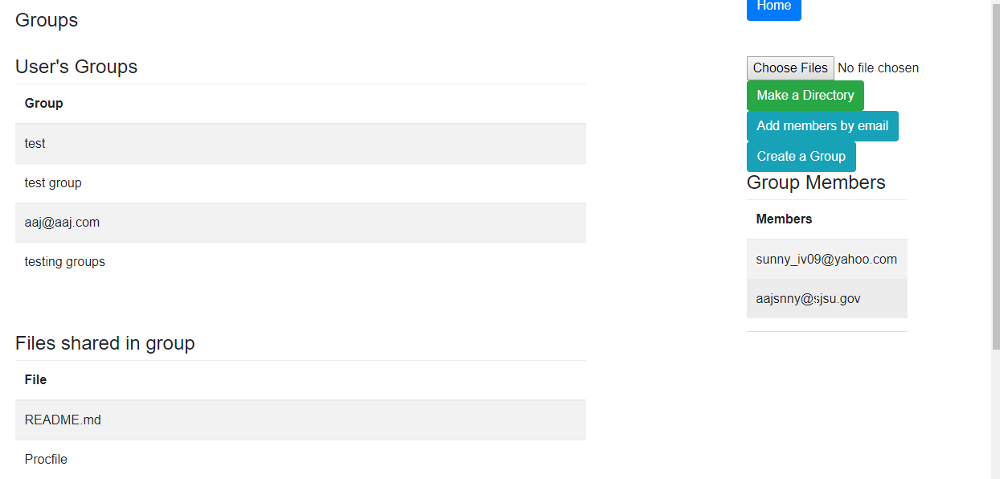 Groups
User's Groups
Group
test
test group
aaj@aaj.com
testing groups
Files shared in group
File
README.md
Procfile
Home
Choose Files No file chosen
Make a Directory
Add members by email
Create a Group
Group Members
Members
sunny_iv09@yahoo.com
aajsnny@sjsu.gov